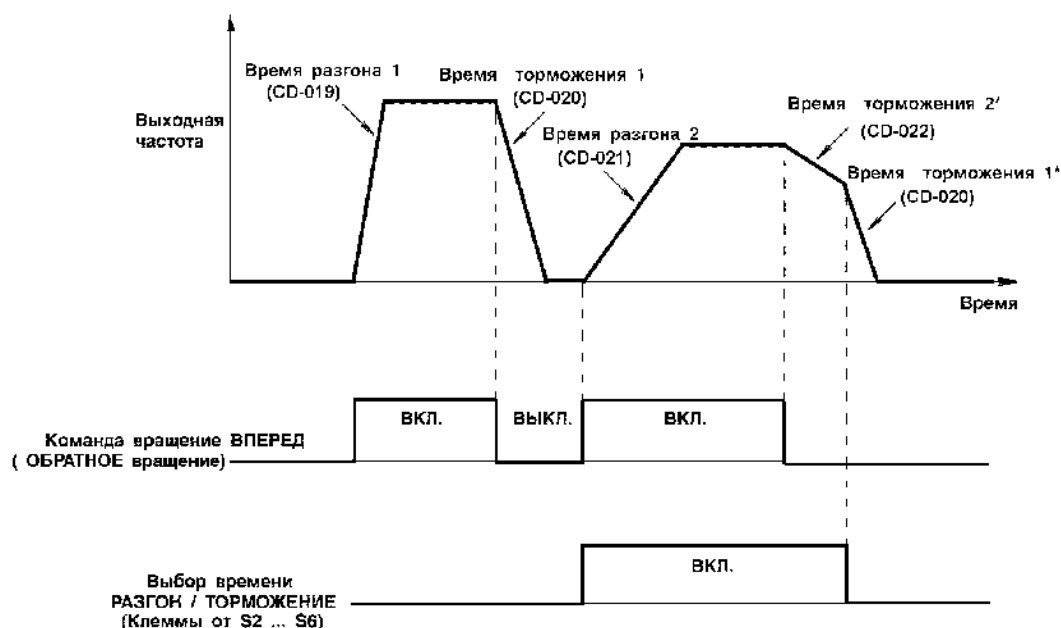 Время разгона 1
(CD-019)
Время торможения 1
(CD-020)
Выходная
частота
Время разгона 2
(CD-021)
Время торможения 2'
(CD-022)
Время торможения 1*
(CD-020)
Время
ВКЛ.
ВЫКЛ.
ВКЛ.
Команда вращение ВПЕРЕД
( ОБРАТНОЕ вращение)
ВКЛ.
Выбор времени
РАЗГОН / ТОРМОЖЕНИЕ
(Клеммы от S2 ... S6)